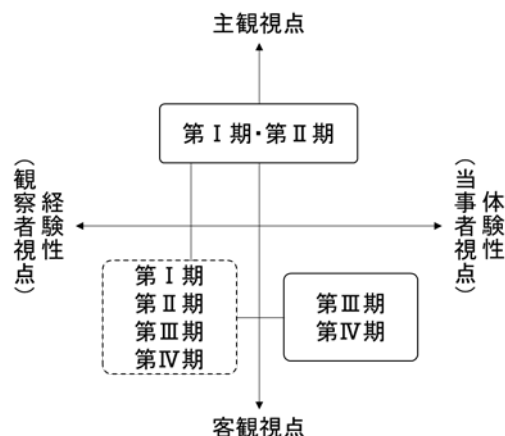 主観視点
第Ⅰ期・第Ⅱ期
経験性
(観察者視点)
体験性
(当事者視点)
第Ⅰ期
第Ⅱ期
第Ⅲ期
第Ⅳ期
第Ⅲ期
第Ⅳ期
客観視点